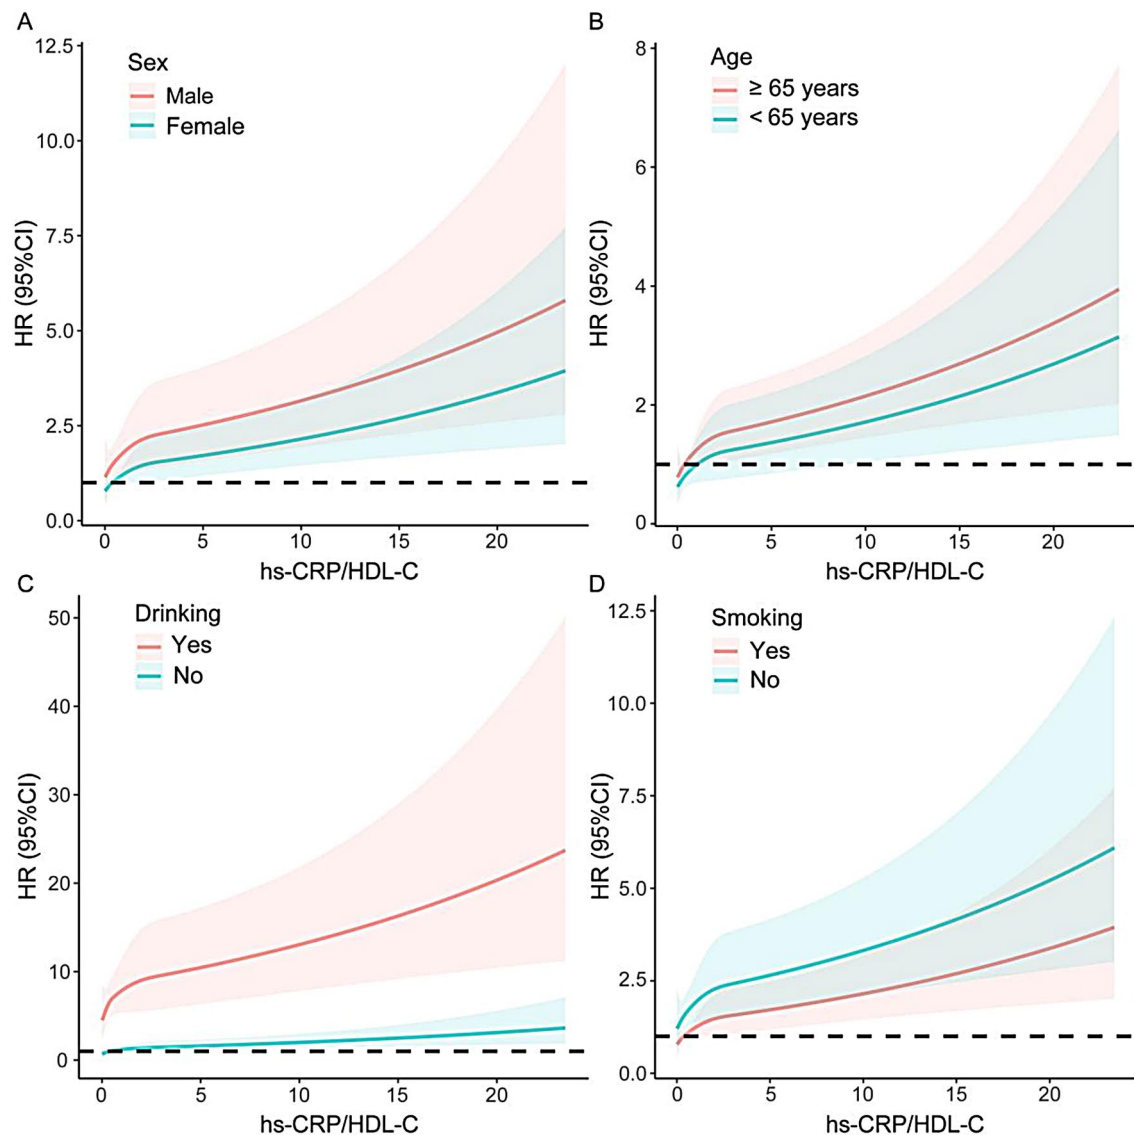 A
Sex
Male
Female
12.5
10.0
7.5
5.0
2.5
0.0
HR (95%CI)
0 5 10 15 20
hs-CRP/HDL-C
B
Age
≥ 65 years
< 65 years
8
6
4
2
0
HR (95%CI)
0 5 10 15 20
hs-CRP/HDL-C
C
Drinking
Yes
No
50
40
30
20
10
0
HR (95%CI)
0 5 10 15 20
hs-CRP/HDL-C
D
Smoking
Yes
No
12.5
10.0
7.5
5.0
2.5
0.0
HR (95%CI)
0 5 10 15 20
hs-CRP/HDL-C